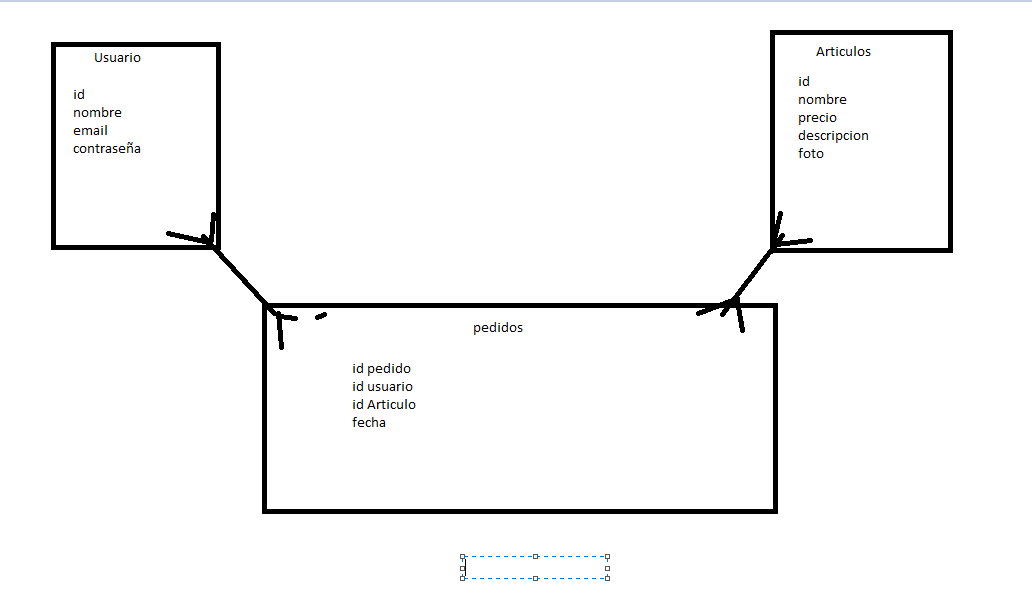 Usuario
id
nombre
email
contraseña
Articulos
id
nombre
precio
descripcion
foto
pedidos
id pedido
id usuario
id Articulo
fecha